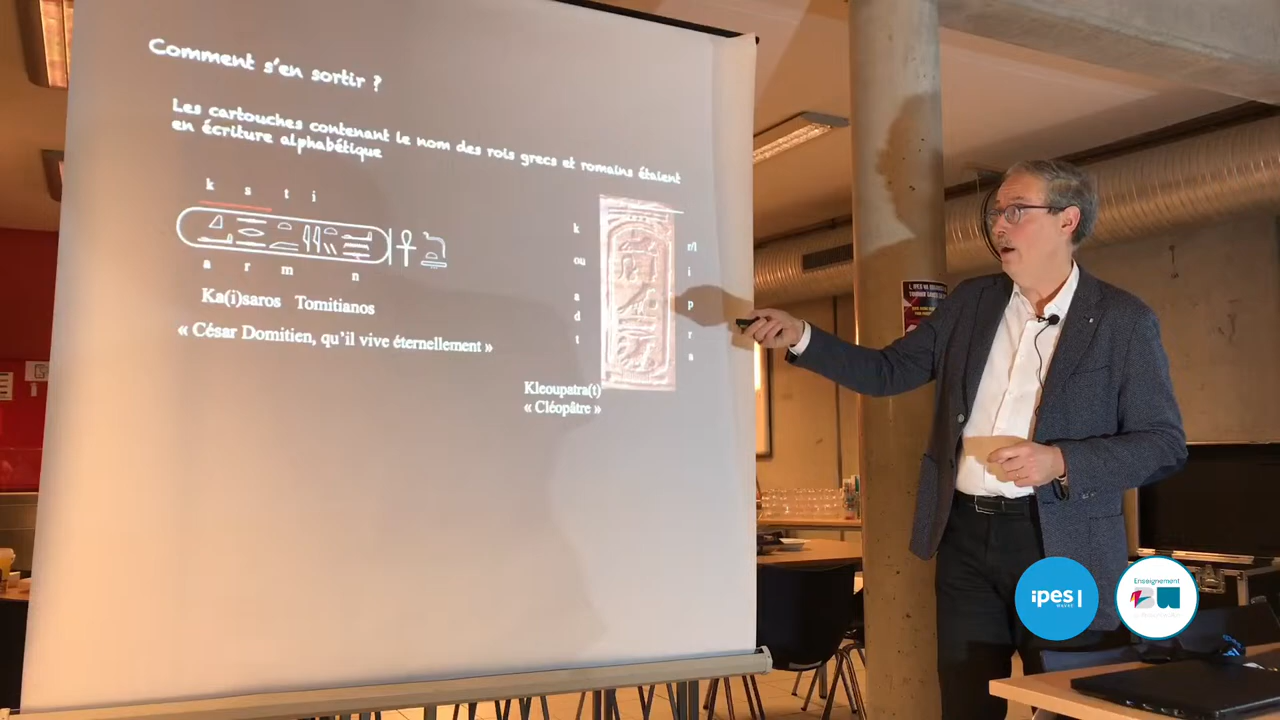 Comment s'en sortir ?
Les cartouches contenant le nom des rois grecs et romains étaient
en écriture alphabétique
k s t i
a r m n
Ka(i)saros Tomitianos
« César Domitien, qu'il vive éternellement »
k
ou
a
d
t
r/l
i
p
r
a
Kleoupatra(t)
« Cléopâtre »
ipes
WAVRE
Enseignement